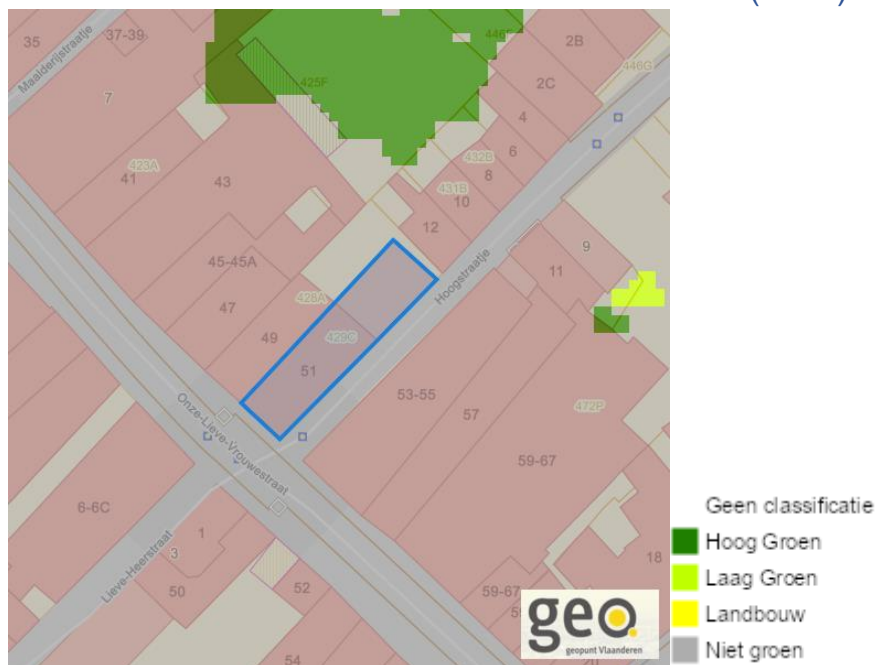 35
37-39
Maalderijstraatje
7
425F
2B
446G
2C
4
432B
6
8
423A
41
43
431B
10
12
9
11
45-45A
Hoogstraatje
428A
47
49
429C
51
53-55
57
472P
59-67
Onze-Lieve-Vrouwestraat
6-6C
1
3
Lieve-Heerstraat
50
52
54
59-67
18
geo.
geopunt Vlaanderen
Geen classificatie
Hoog Groen
Laag Groen
Landbouw
Niet groen